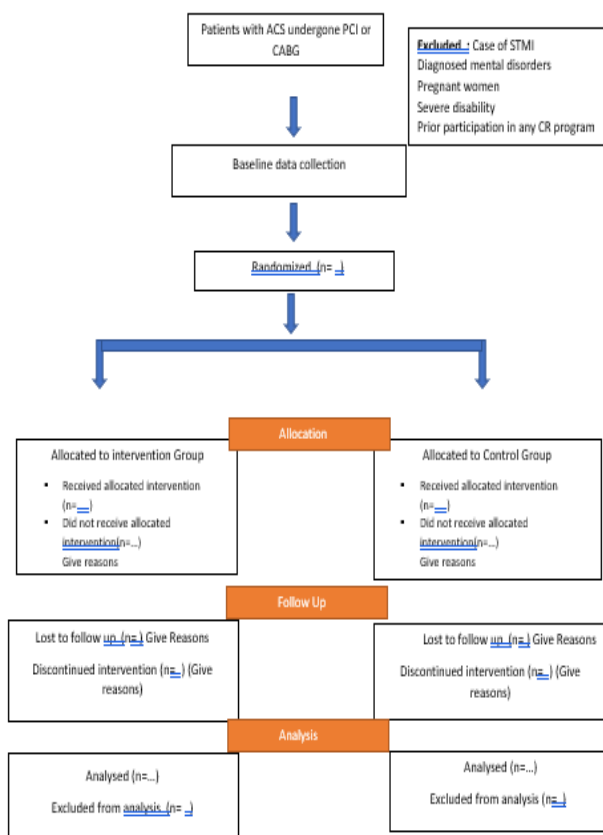 Patients with ACS undergone PCI or
CABG
Excluded : Case of STMI
Diagnosed mental disorders
Pregnant women
Severe disability
Prior participation in any CR program
Baseline data collection
Randomized (n= _)
Allocation
Allocated to intervention Group
▪ Received allocated intervention
(n=__)
▪ Did not receive allocated
intervention(n=...)
Give reasons
Allocated to Control Group
▪ Received allocated intervention
(n=__)
▪ Did not receive allocated
intervention(n=...)
Give reasons
Follow Up
Lost to follow up (n=) Give Reasons
Discontinued intervention (n=_) (Give
reasons)
Lost to follow up (n=) Give Reasons
Discontinued intervention (n=_) (Give
reasons)
Analysis
Analysed (n=...)
Excluded from analysis (n= _)
Analysed (n=...)
Excluded from analysis (n=_)